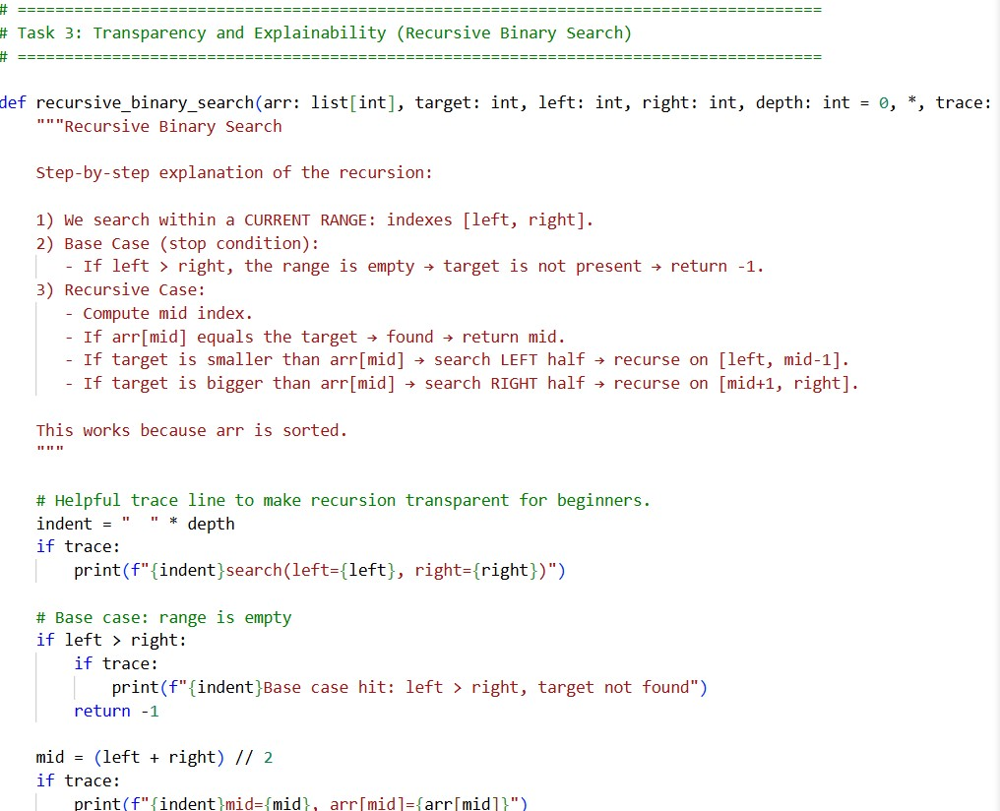 # =====================================================================================
# Task 3: Transparency and Explainability (Recursive Binary Search)
# =====================================================================================
def recursive_binary_search(arr: list[int], target: int, left: int, right: int, depth: int = 0, *, trace:
"""Recursive Binary Search
Step-by-step explanation of the recursion:
1) We search within a CURRENT RANGE: indexes [left, right].
2) Base Case (stop condition):
- If left > right, the range is empty → target is not present → return -1.
3) Recursive Case:
- Compute mid index.
- If arr[mid] equals the target → found → return mid.
- If target is smaller than arr[mid] → search LEFT half → recurse on [left, mid-1].
- If target is bigger than arr[mid] → search RIGHT half → recurse on [mid+1, right].
This works because arr is sorted.
"""
# Helpful trace line to make recursion transparent for beginners.
indent = "  " * depth
if trace:
print(f"{indent}search(left={left}, right={right})")
# Base case: range is empty
if left > right:
if trace:
print(f"{indent}Base case hit: left > right, target not found")
return -1
mid = (left + right) // 2
if trace:
print(f"{indent}mid={mid}, arr[mid]={arr[mid]}")